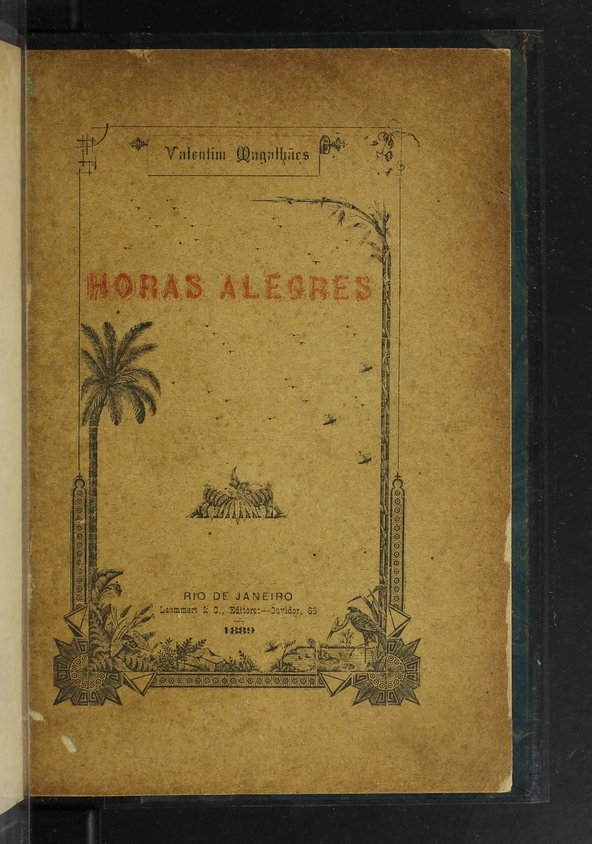 Valentim Magalhães
HORAS ALEGRES
RIO DE JANEIRO
Laemmert & C., Editores—Ouvidor, 66
1889